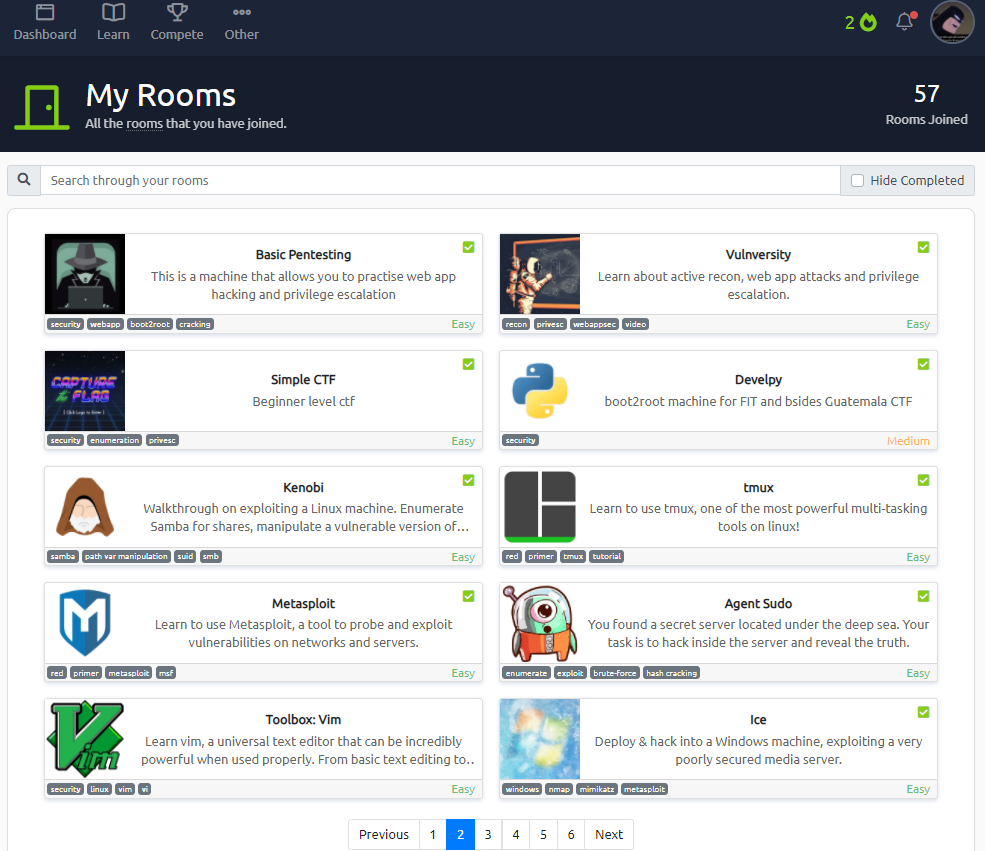 Dashboard
Learn
Compete
Other
2
My Rooms
All the rooms that you have joined.
57
Rooms Joined
Search through your rooms
Hide Completed
Basic Pentesting
This is a machine that allows you to practise web app
hacking and privilege escalation
security webapp boot2root cracking
Easy
Vulnversity
Learn about active recon, web app attacks and privilege
escalation.
recon privesc webappsec video
Easy
CAPTURE
the FLAG
Simple CTF
Beginner level ctf
security enumeration privesc
Easy
Develpy
boot2root machine for FIT and bsides Guatemala CTF
security
Medium
Kenobi
Walkthrough on exploiting a Linux machine. Enumerate
Samba for shares, manipulate a vulnerable version of...
samba path var manipulation suid smb
Easy
tmux
Learn to use tmux, one of the most powerful multi-tasking
tools on linux!
red primer tmux tutorial
Easy
Metasploit
Learn to use Metasploit, a tool to probe and exploit
vulnerabilities on networks and servers.
red primer metasploit msf
Easy
Agent Sudo
You found a secret server located under the deep sea. Your
task is to hack inside the server and reveal the truth.
enumerate exploit brute-force hash cracking
Easy
Vim
Toolbox: Vim
Learn vim, a universal text editor that can be incredibly
powerful when used properly. From basic text editing to..
security linux vim vi
Easy
Ice
Deploy & hack into a Windows machine, exploiting a very
poorly secured media server.
windows nmap mimikatz metasploit
Easy
Previous 1 2 3 4 5 6 Next